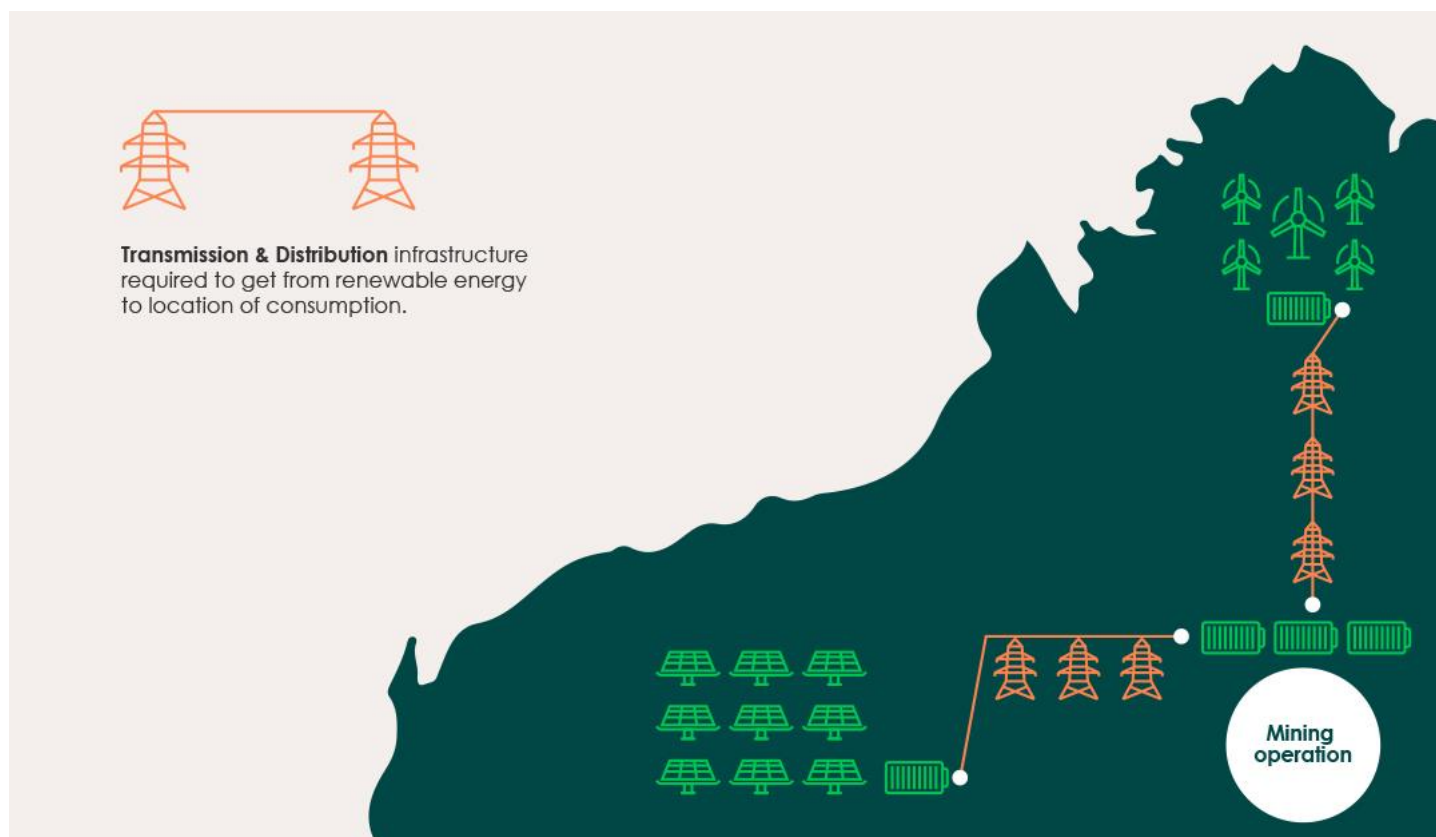 Transmission & Distribution infrastructure
required to get from renewable energy
to location of consumption.
Mining
operation